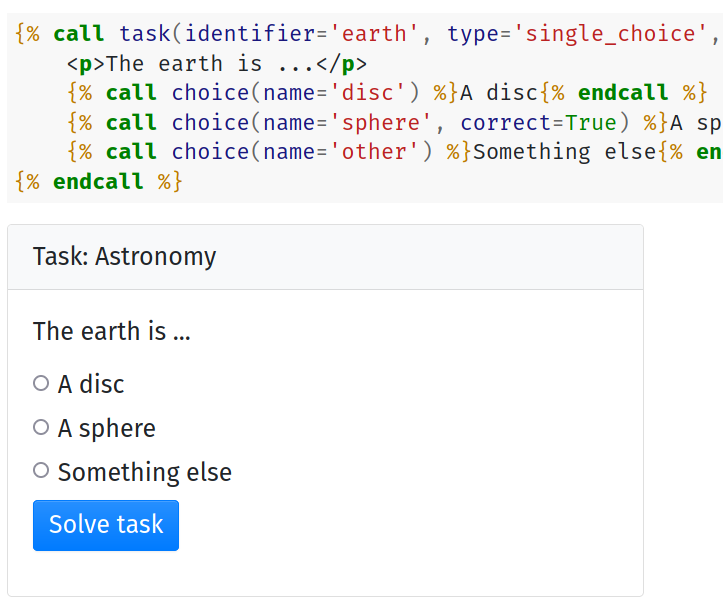 {% call task(identifier='earth', type='single_choice',
<p>The earth is ...</p>
{% call choice(name='disc') %}A disc{% endcall %}
{% call choice(name='sphere', correct=True) %}A sp
{% call choice(name='other') %}Something else{% en
{% endcall %}
Task: Astronomy
The earth is ...
A disc
A sphere
Something else
Solve task